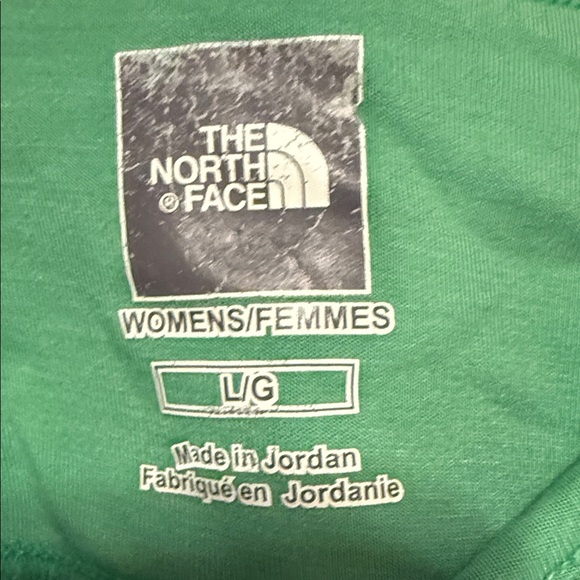 THE
NORTH
® FACE
WOMENS/FEMMES
L/G
Made in Jordan
Fabriqué en Jordanie